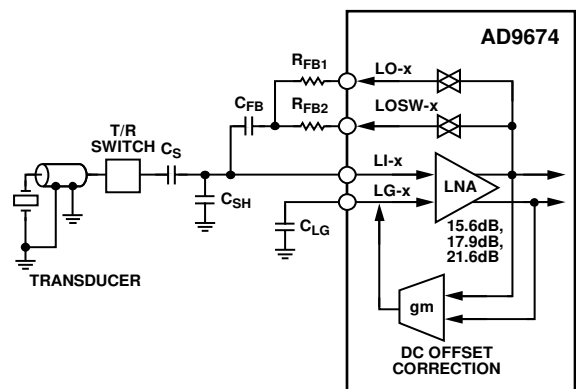 AD9674
RFB1
LO-x
CFB
RFB2
LOSW-x
T/R
SWITCH
CS
LI-x
LG-x
LNA
CSH
CLG
15.6dB,
17.9dB,
21.6dB
TRANSDUCER
gm
DC OFFSET
CORRECTION